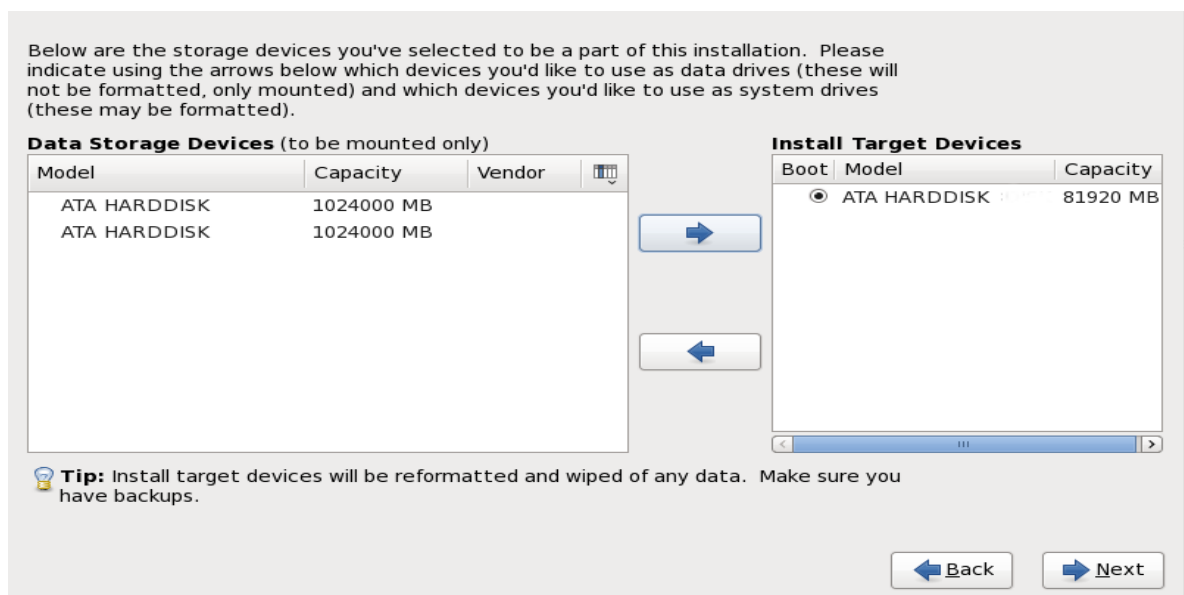 Below are the storage devices you've selected to be a part of this installation.  Please
indicate using the arrows below which devices you'd like to use as data drives (these will
not be formatted, only mounted) and which devices you'd like to use as system drives
(these may be formatted).
Data Storage Devices (to be mounted only)
Model Capacity Vendor
ATA HARDDISK 1024000 MB
ATA HARDDISK 1024000 MB
Install Target Devices
Boot Model Capacity
ATA HARDDISK 81920 MB
Tip: Install target devices will be reformatted and wiped of any data.  Make sure you
have backups.
Back
Next